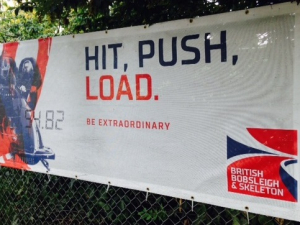 HIT, PUSH,
LOAD.
BE EXTRAORDINARY
54.82
BRITISH
BOBSLEIGH
& SKELETON